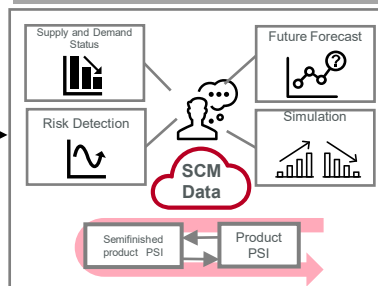 Supply and Demand
Status
Future Forecast
?
Risk Detection
Simulation
SCM
Data
Semifinished
product PSI
Product
PSI